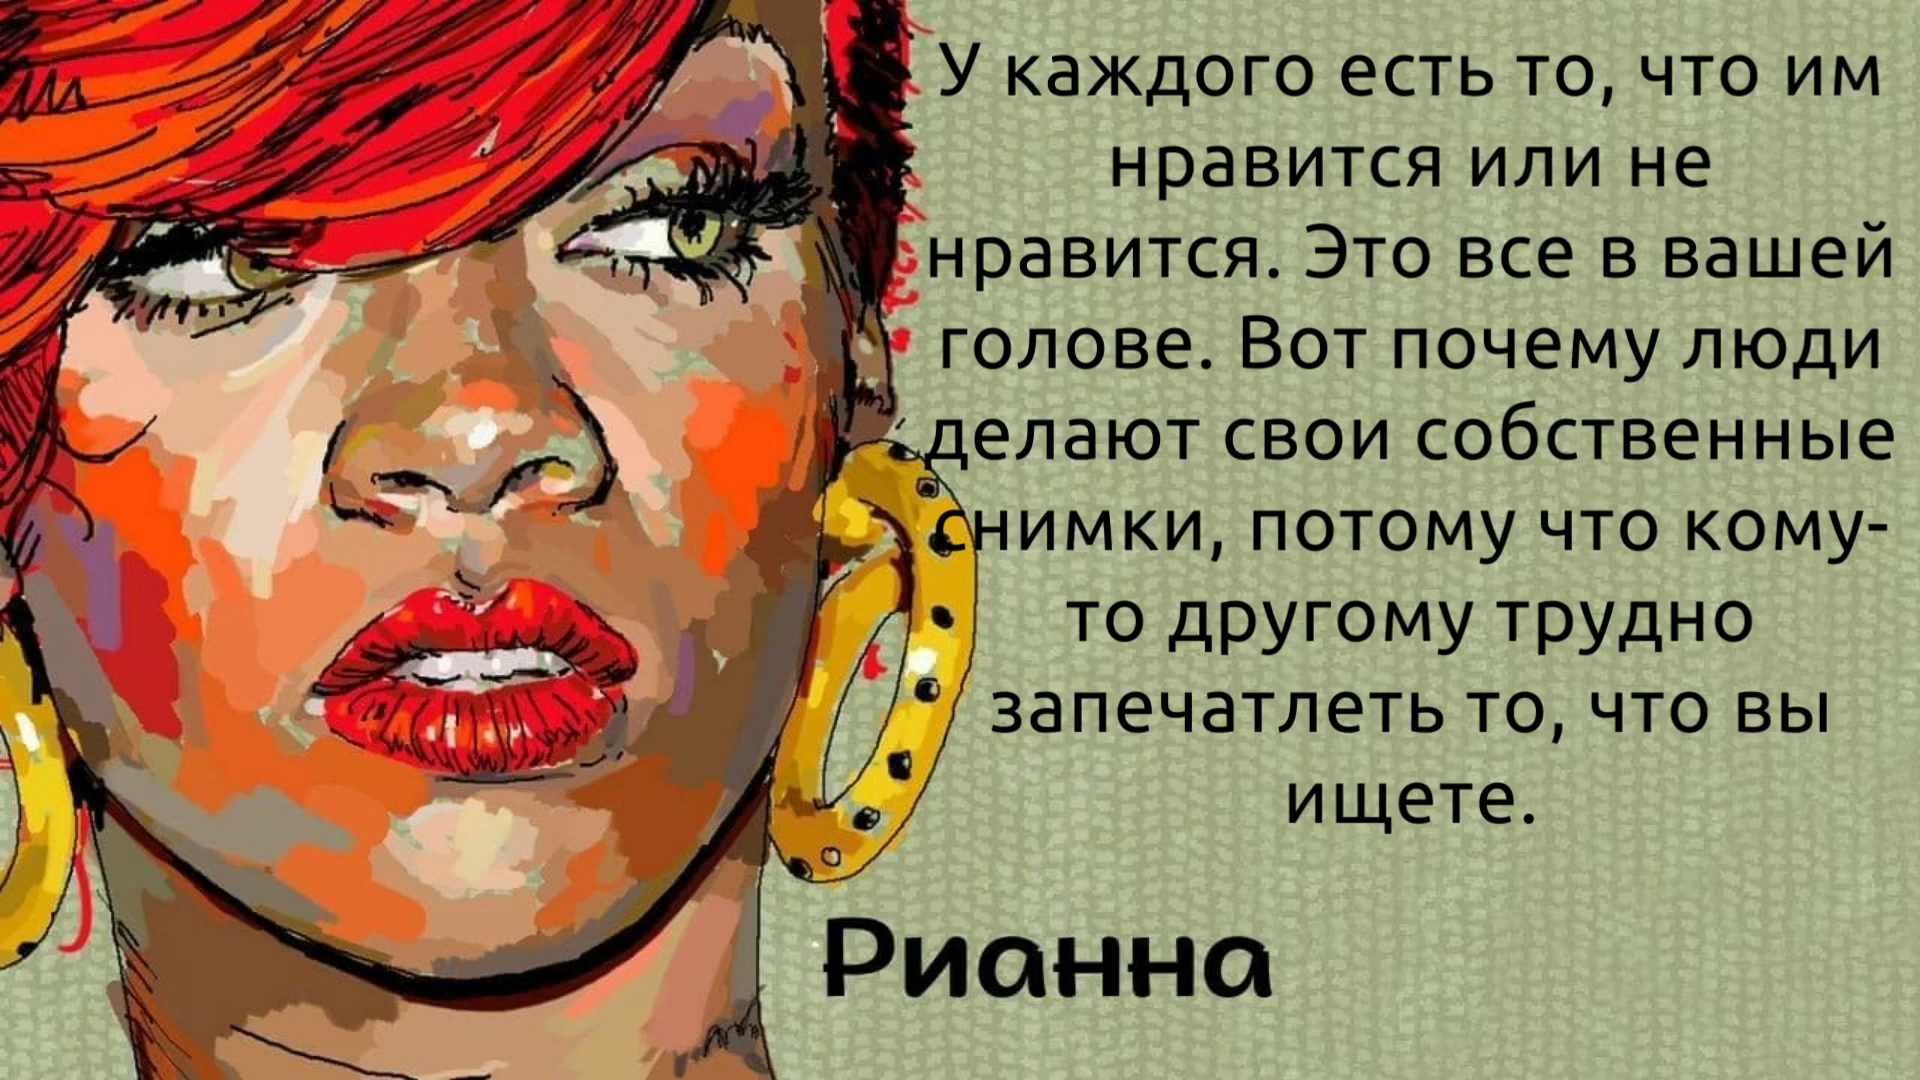 У каждого есть то, что им
нравится или не
нравится. Это все в вашей
голове. Вот почему люди
делают свои собственные
снимки, потому что кому-
то другому трудно
запечатлеть то, что вы
ищете.
Рианна